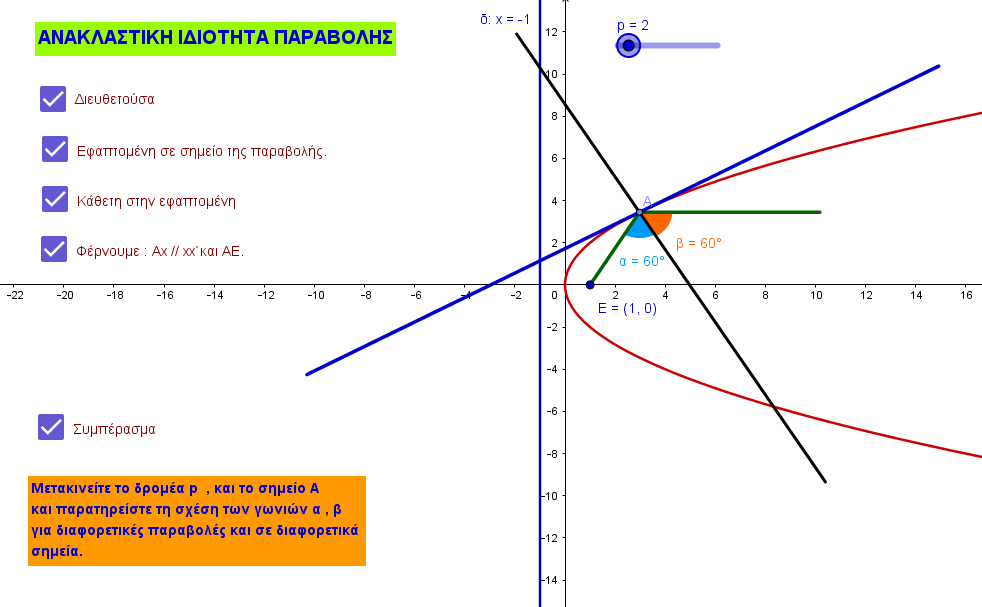 ΑΝΑΚΛΑΣΤΙΚΗ ΙΔΙΟΤΗΤΑ ΠΑΡΑΒΟΛΗΣ
δ: x = -1
p = 2
Διευθετούσα
Εφαπτομένη σε σημείο της παραβολής.
Κάθετη στην εφαπτομένη
Φέρνουμε : Αx // xx΄και ΑΕ.
Συμπέρασμα
Μετακινείτε το δρομέα p , και το σημείο Α
και παρατηρείστε τη σχέση των γωνιών α , β
για διαφορετικές παραβολές και σε διαφορετικά
σημεία.
A
β = 60°
α = 60°
E = (1, 0)
-22 -20 -18 -16 -14 -12 -10 -8 -6 -4 -2 0 2 4 6 8 10 12 14 16
12
10
8
6
4
2
-2
-4
-6
-8
-10
-12
-14